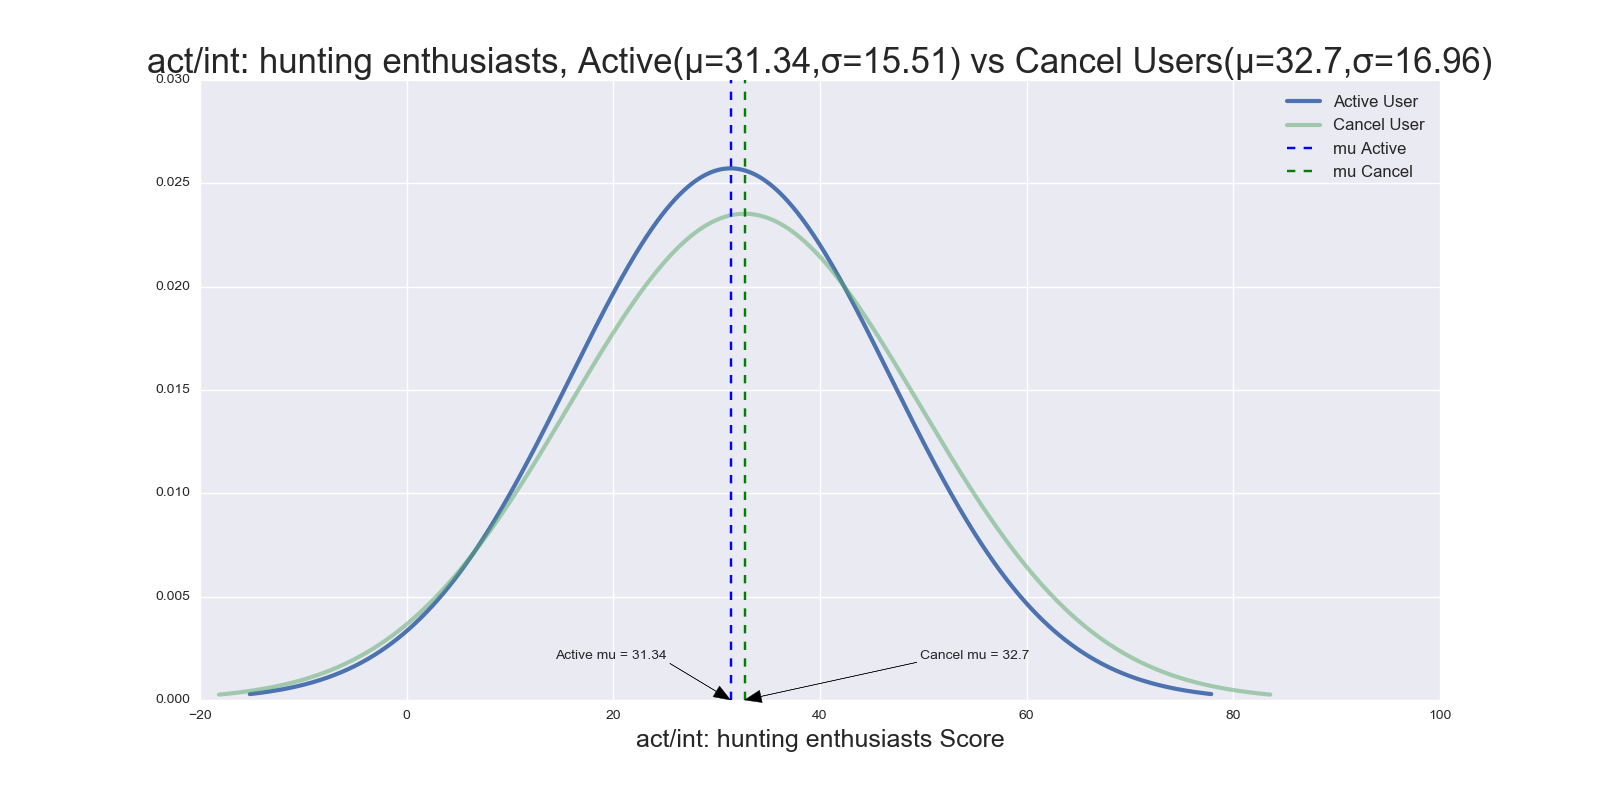 act/int: hunting enthusiasts, Active(μ=31.34,σ=15.51) vs Cancel Users(μ=32.7,σ=16.96)
0.030
Active User
Cancel User
mu Active
mu Cancel
0.025
0.020
0.015
0.010
0.005
Active mu = 31.34
Cancel mu = 32.7
0.000
−20
0
20
40
60
80
100
act/int: hunting enthusiasts Score